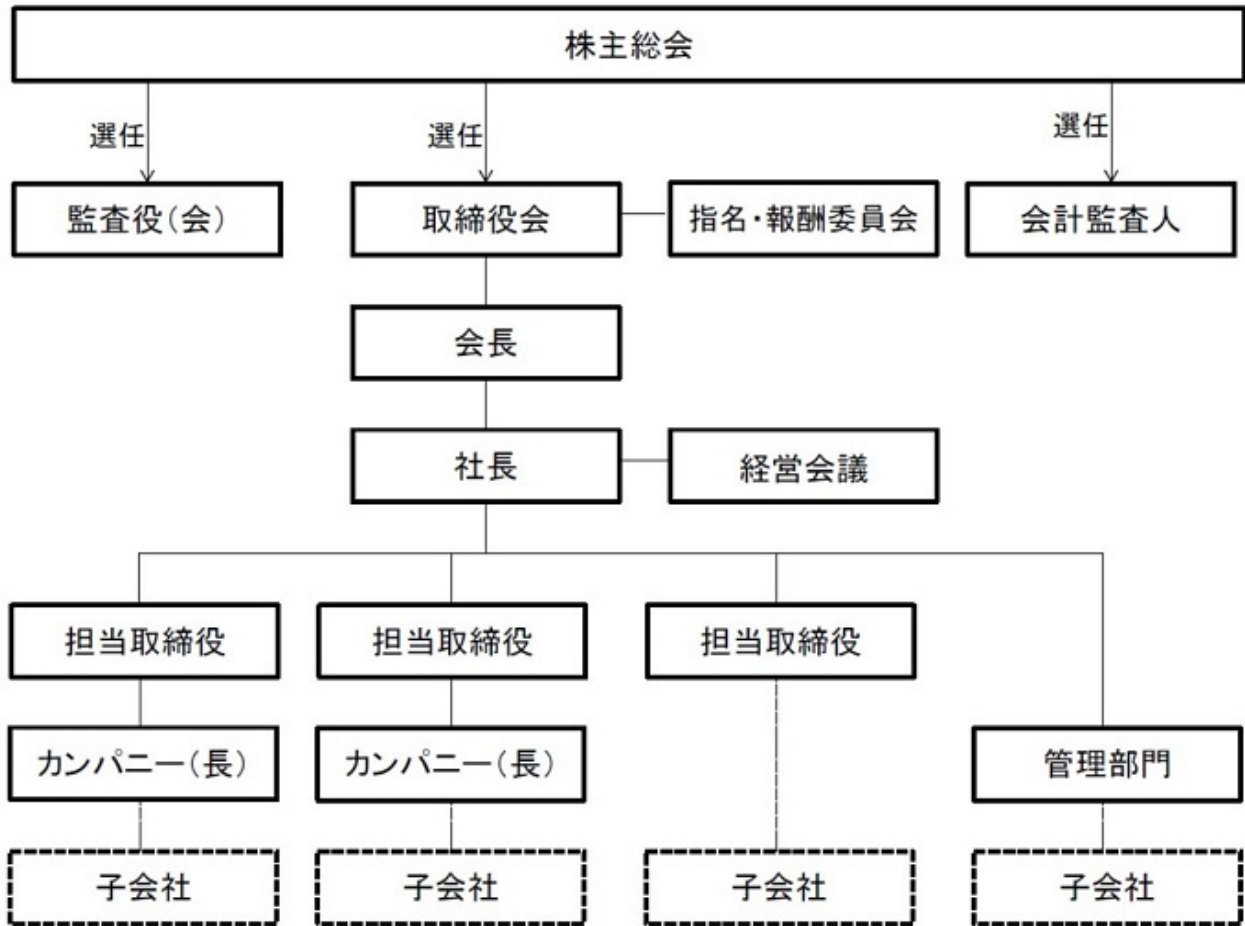 株主総会
選任
選任
選任
監査役(会)
取締役会
指名・報酬委員会
会計監査人
会長
社長
経営会議
担当取締役
担当取締役
担当取締役
カンパニー(長)
カンパニー(長)
管理部門
子会社
子会社
子会社
子会社